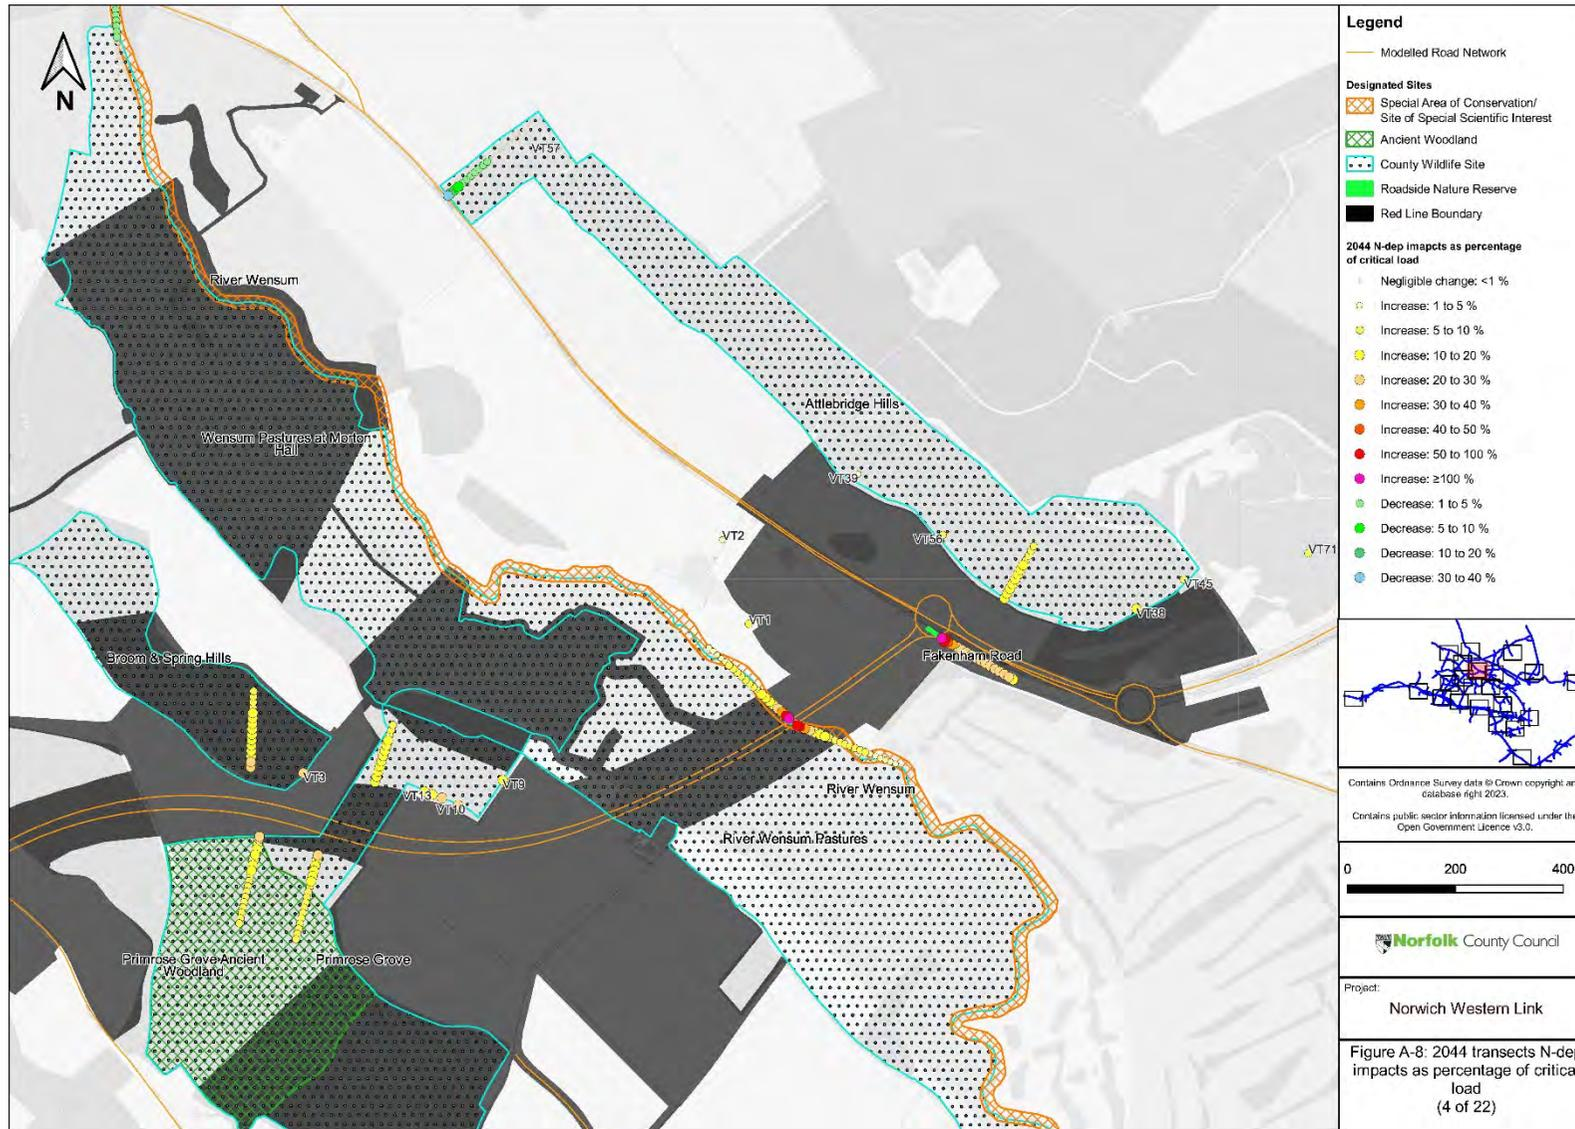 N
VT57
River Wensum
Attlebridge Hills
Wensum Pastures at Morton
Hall
VT39
VT2
VT56
VT71
VT45
VT38
VT1
Fakenham Road
Broom & Spring Hills
VT3
VT9
VT13
VT10
River Wensum
River Wensum Pastures
Primrose Grove Ancient
Woodland
Primrose Grove
Legend
Modelled Road Network
Designated Sites
Special Area of Conservation/
Site of Special Scientific Interest
Ancient Woodland
County Wildlife Site
Roadside Nature Reserve
Red Line Boundary
2044 N-dep imapcts as percentage
of critical load
Negligible change: <1 %
Increase: 1 to 5 %
Increase: 5 to 10 %
Increase: 10 to 20 %
Increase: 20 to 30 %
Increase: 30 to 40 %
Increase: 40 to 50 %
Increase: 50 to 100 %
Increase: ≥100 %
Decrease: 1 to 5 %
Decrease: 5 to 10 %
Decrease: 10 to 20 %
Decrease: 30 to 40 %
Contains Ordnance Survey data © Crown copyright an
database right 2023.
Contains public sector information licensed under the
Open Government Licence v3.0.
0 200 400
Norfolk County Council
Project:
Norwich Western Link
Figure A-8: 2044 transects N-dep
impacts as percentage of critica
load
(4 of 22)